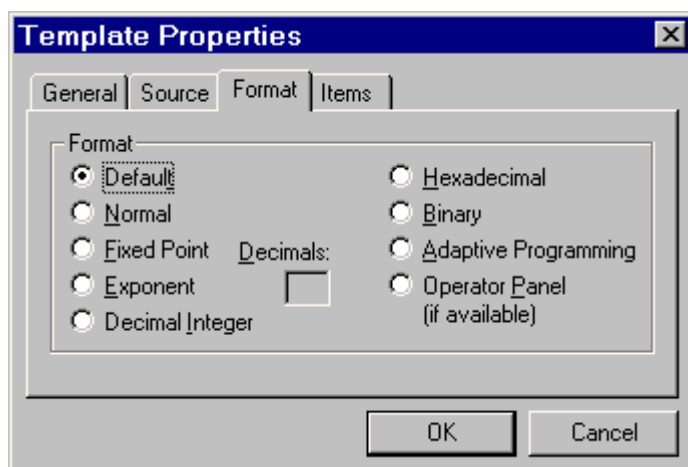 Template Properties
General Source Format Items
Format
Default
Normal
Fixed Point Decimals:
Exponent
Decimal Integer
Hexadecimal
Binary
Adaptive Programming
Operator Panel
(if available)
OK Cancel